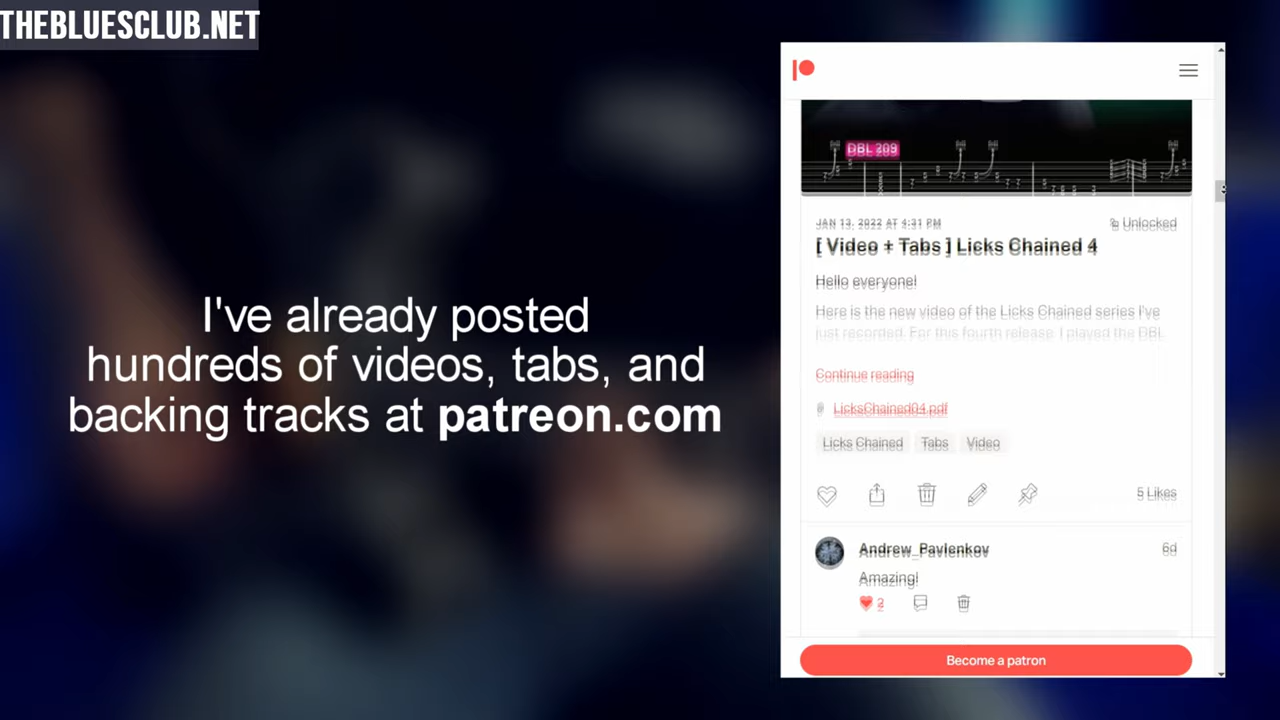 THEBLUESCLUB.NET
I've already posted
hundreds of videos, tabs, and
backing tracks at patreon.com
DBL 209
JAN 13, 2022 AT 4:31 PM
Unlocked
[ Video + Tabs ] Licks Chained 4
Hello everyone!
Here is the new video of the Licks Chained series I've
just recorded. For this fourth release, I played the DBL
Continue reading
LicksChained04.pdf
Licks Chained Tabs Video
5 Likes
Andrew_Pavlenkov
6d
Amazing!
2
Become a patron